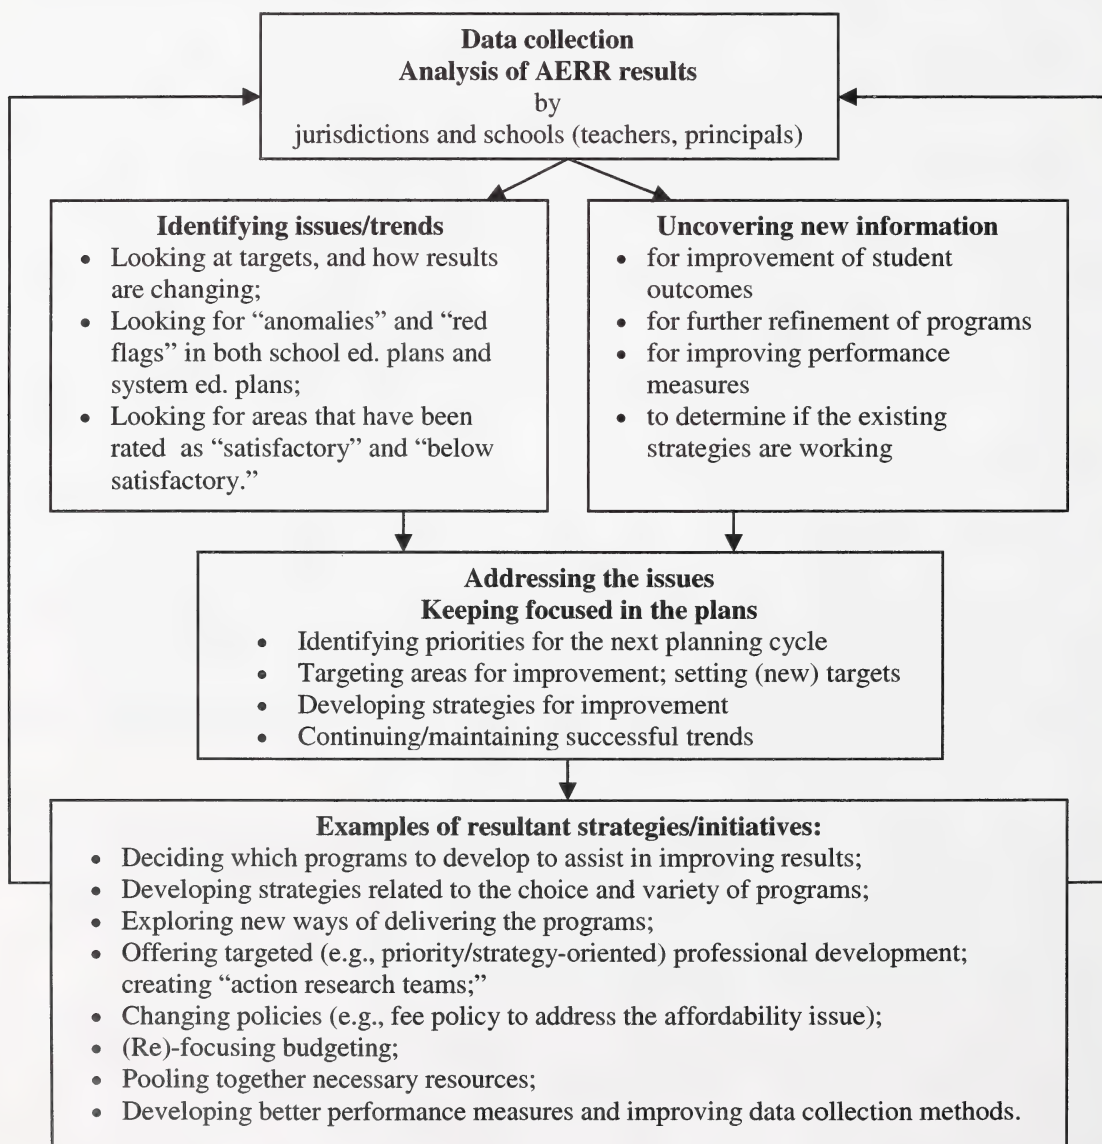 Data collection
Analysis of AERR results
by
jurisdictions and schools (teachers, principals)
Identifying issues/trends
• Looking at targets, and how results
are changing;
• Looking for “anomalies” and “red
flags” in both school ed. plans and
system ed. plans;
• Looking for areas that have been
rated as “satisfactory” and “below
satisfactory.”
Uncovering new information
• for improvement of student
outcomes
• for further refinement of programs
• for improving performance
measures
• to determine if the existing
strategies are working
Addressing the issues
Keeping focused in the plans
• Identifying priorities for the next planning cycle
• Targeting areas for improvement; setting (new) targets
• Developing strategies for improvement
• Continuing/maintaining successful trends
Examples of resultant strategies/initiatives:
• Deciding which programs to develop to assist in improving results;
• Developing strategies related to the choice and variety of programs;
• Exploring new ways of delivering the programs;
• Offering targeted (e.g., priority/strategy-oriented) professional development;
creating “action research teams;”
• Changing policies (e.g., fee policy to address the affordability issue);
• (Re)-focusing budgeting;
• Pooling together necessary resources;
• Developing better performance measures and improving data collection methods.